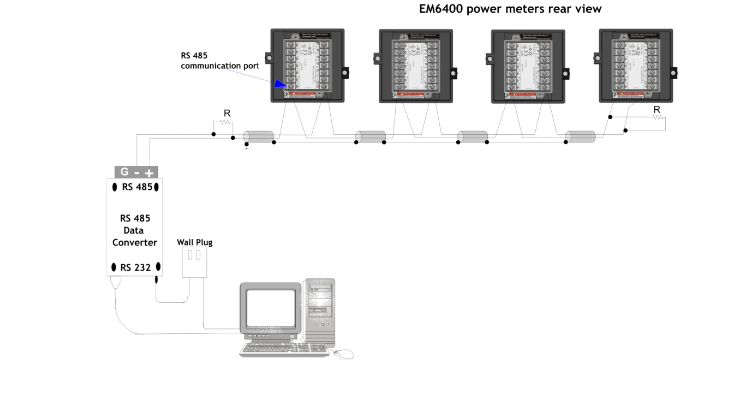 EM6400 power meters rear view
RS 485
communication port
R
R
G - +
RS 485
RS 485
Data
Converter
Wall Plug
RS 232